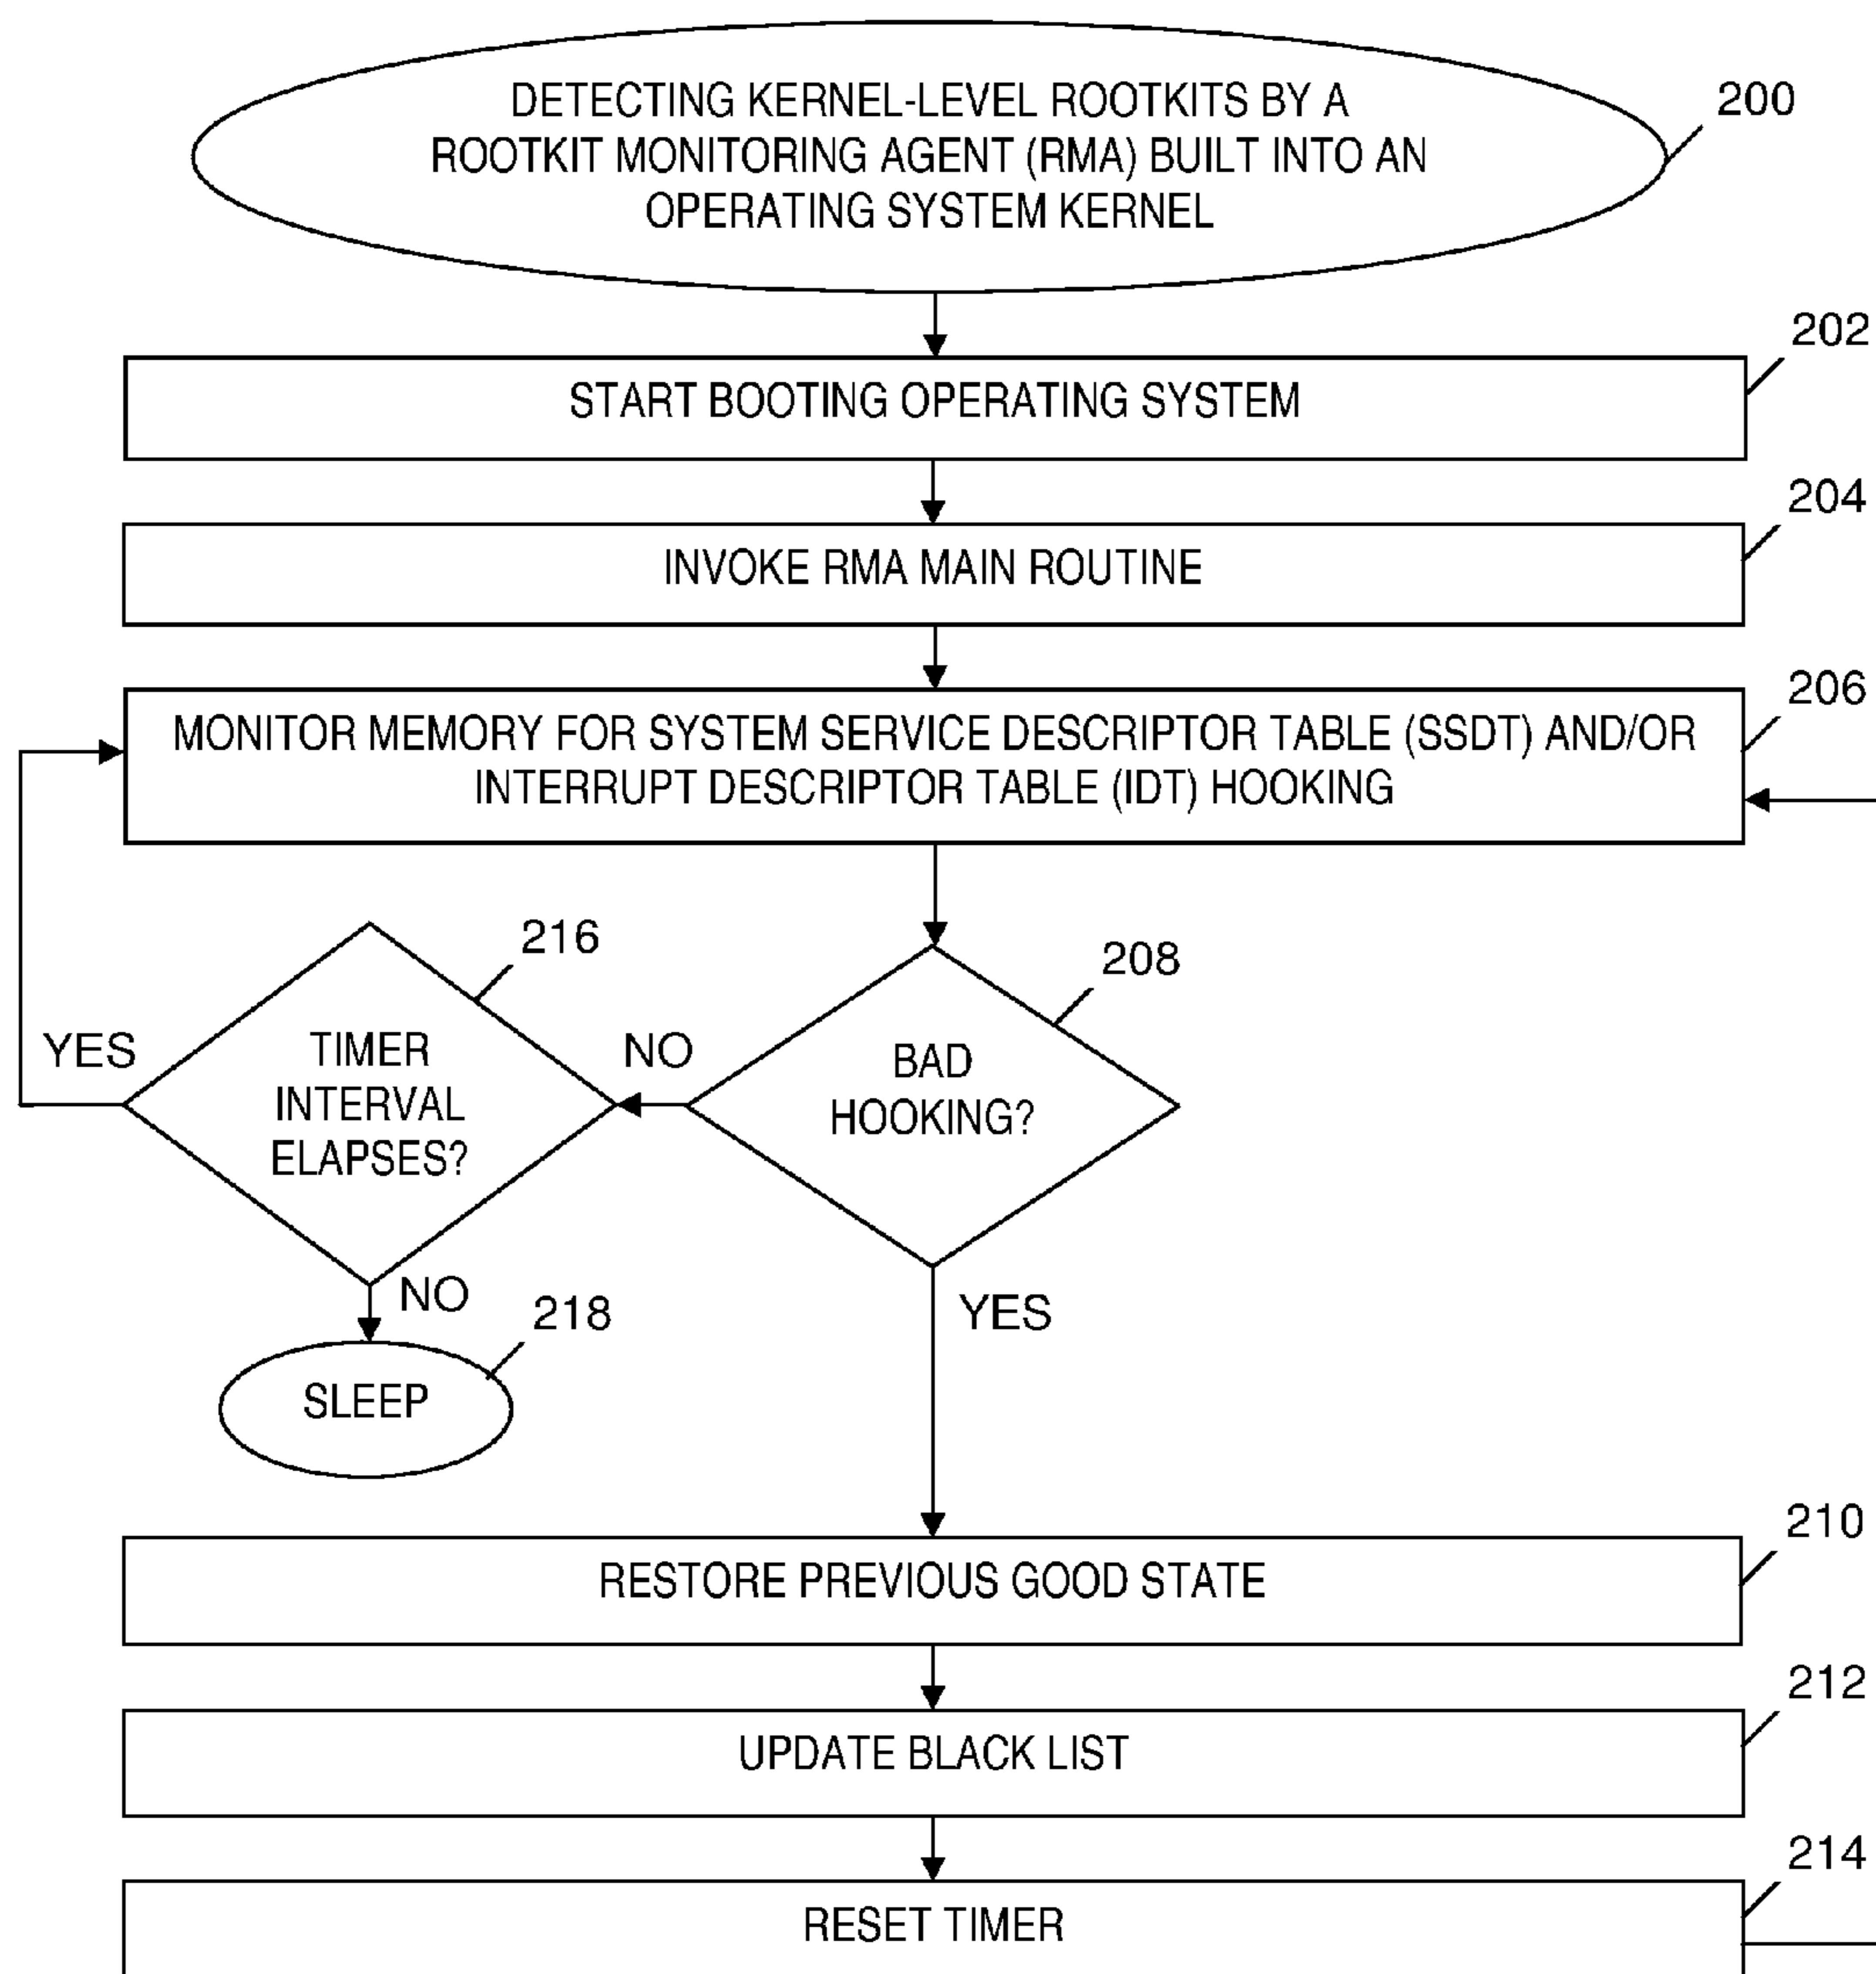 DETECTING KERNEL-LEVEL ROOTKITS BY A
ROOTKIT MONITORING AGENT (RMA) BUILT INTO AN
OPERATING SYSTEM KERNEL
200
202
START BOOTING OPERATING SYSTEM
204
INVOKE RMA MAIN ROUTINE
206
MONITOR MEMORY FOR SYSTEM SERVICE DESCRIPTOR TABLE (SSDT) AND/OR
INTERRUPT DESCRIPTOR TABLE (IDT) HOOKING
216
208
YES
TIMER
INTERVAL
ELAPSES?
NO
BAD
HOOKING?
NO
YES
218
SLEEP
210
RESTORE PREVIOUS GOOD STATE
212
UPDATE BLACK LIST
214
RESET TIMER